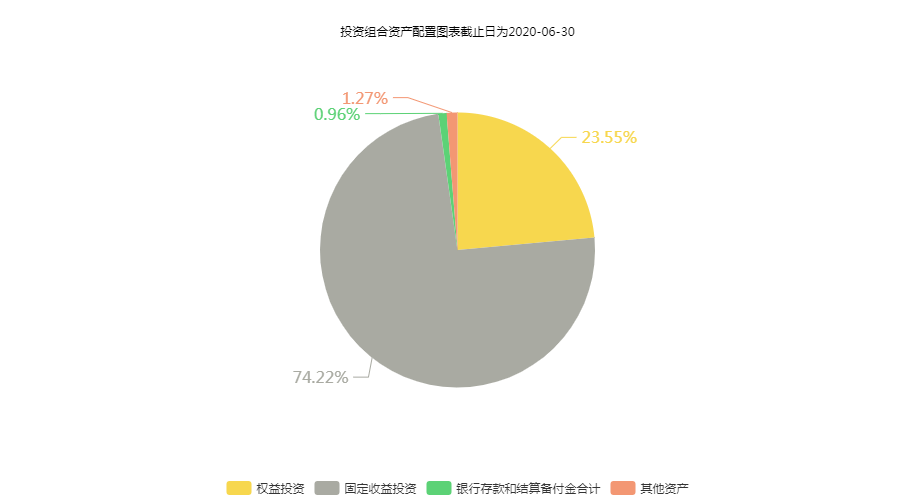 投资组合资产配置图表截止日为2020-06-30
1.27%
0.96%
23.55%
74.22%
权益投资 固定收益投资 银行存款和结算备付金合计 其他资产